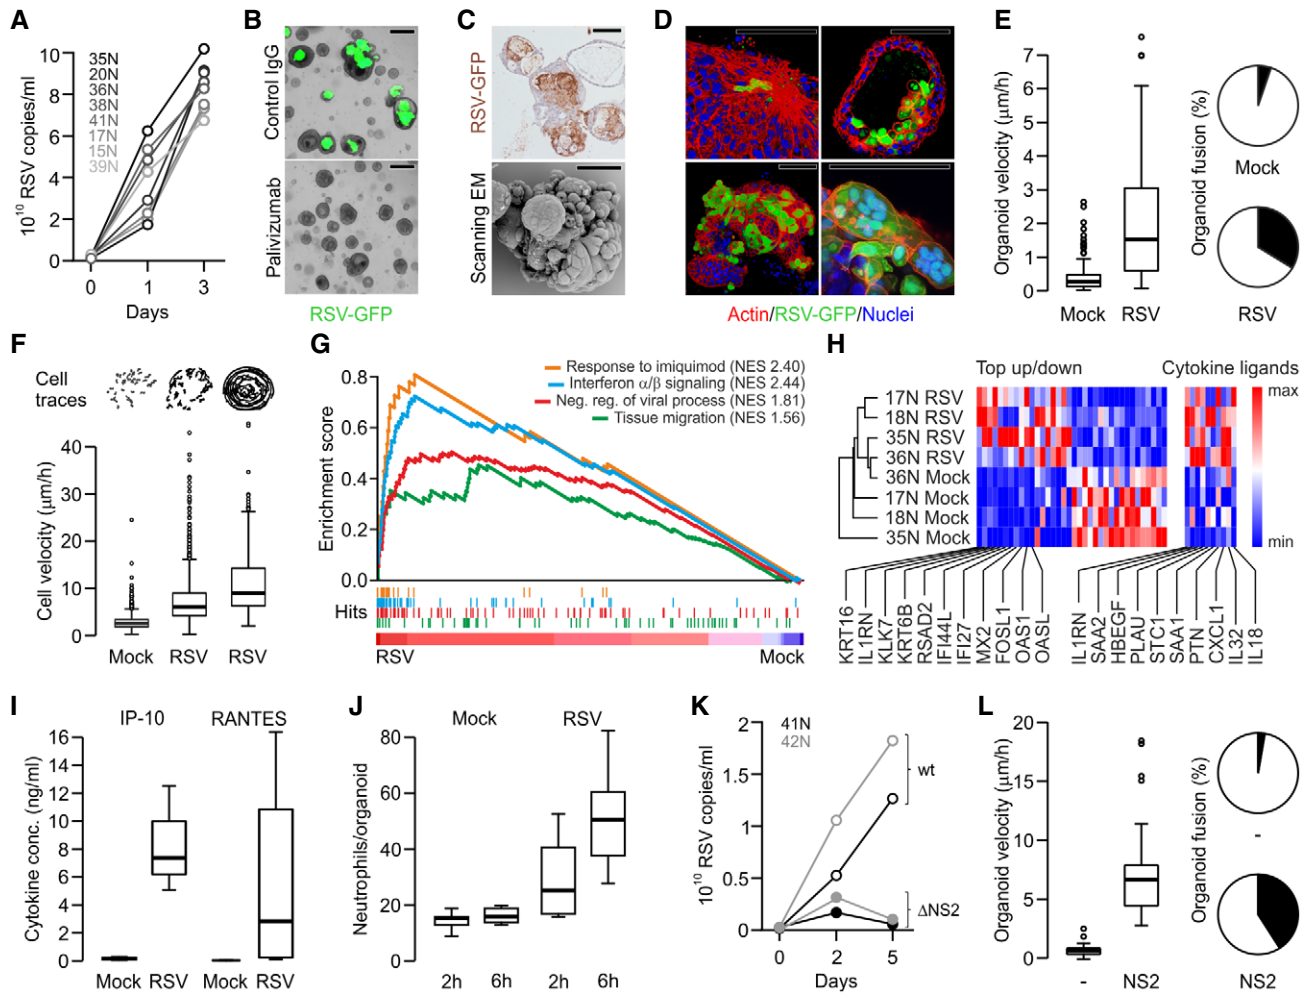 A
10
8
6
4
2
0
10^10 RSV copies/ml
35N
20N
36N
38N
41N
17N
15N
39N
0 1 3
Days
B
Control IgG
Palivizumab
RSV-GFP
C
RSV-GFP
Scanning EM
D
Actin/RSV-GFP/Nuclei
E
7
6
5
4
3
2
1
0
Organoid velocity (µm/h)
Mock RSV
Organoid fusion (%)
Mock
RSV
F
Cell traces
40
30
20
10
0
Cell velocity (µm/h)
Mock RSV RSV
G
Response to imiquimod (NES 2.40)
Interferon α/β signaling (NES 2.44)
Neg. reg. of viral process (NES 1.81)
Tissue migration (NES 1.56)
0.8
0.6
0.4
0.2
0.0
Enrichment score
Hits
RSV Mock
H
Top up/down Cytokine ligands
17N RSV
18N RSV
35N RSV
36N RSV
36N Mock
17N Mock
18N Mock
35N Mock
max
min
KRT16
IL1RN
KLK7
KRT6B
RSAD2
IFI44L
IFI27
MX2
FOSL1
OAS1
OASL
IL1RN
SAA2
HBEGF
PLAU
STC1
SAA1
PTN
CXCL1
IL32
IL18
I
IP-10 RANTES
16
14
12
10
8
6
4
2
0
Cytokine conc. (ng/ml)
Mock RSV Mock RSV
J
Mock RSV
80
60
40
20
0
Neutrophils/organoid
2h 6h 2h 6h
K
2
1.5
1
0.5
0
10^10 RSV copies/ml
41N
42N
wt
ΔNS2
0 2 5
Days
L
20
15
10
5
0
Organoid velocity (µm/h)
- NS2
Organoid fusion (%)
-
NS2